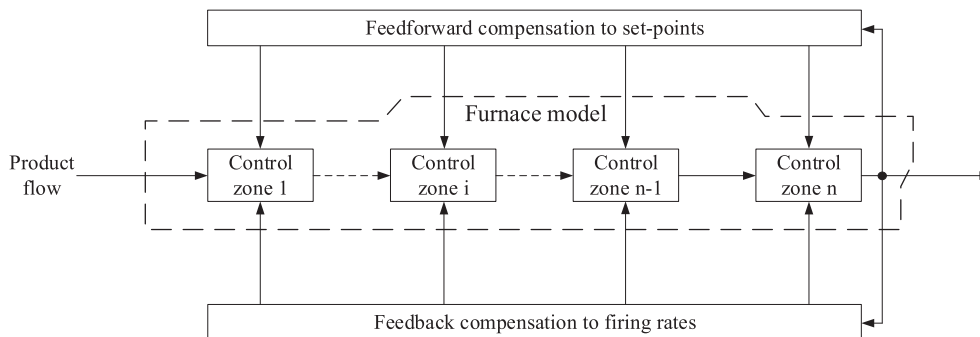 Feedforward compensation to set-points
Furnace model
Product
flow
Control
zone 1
Control
zone i
Control
zone n-1
Control
zone n
Feedback compensation to firing rates